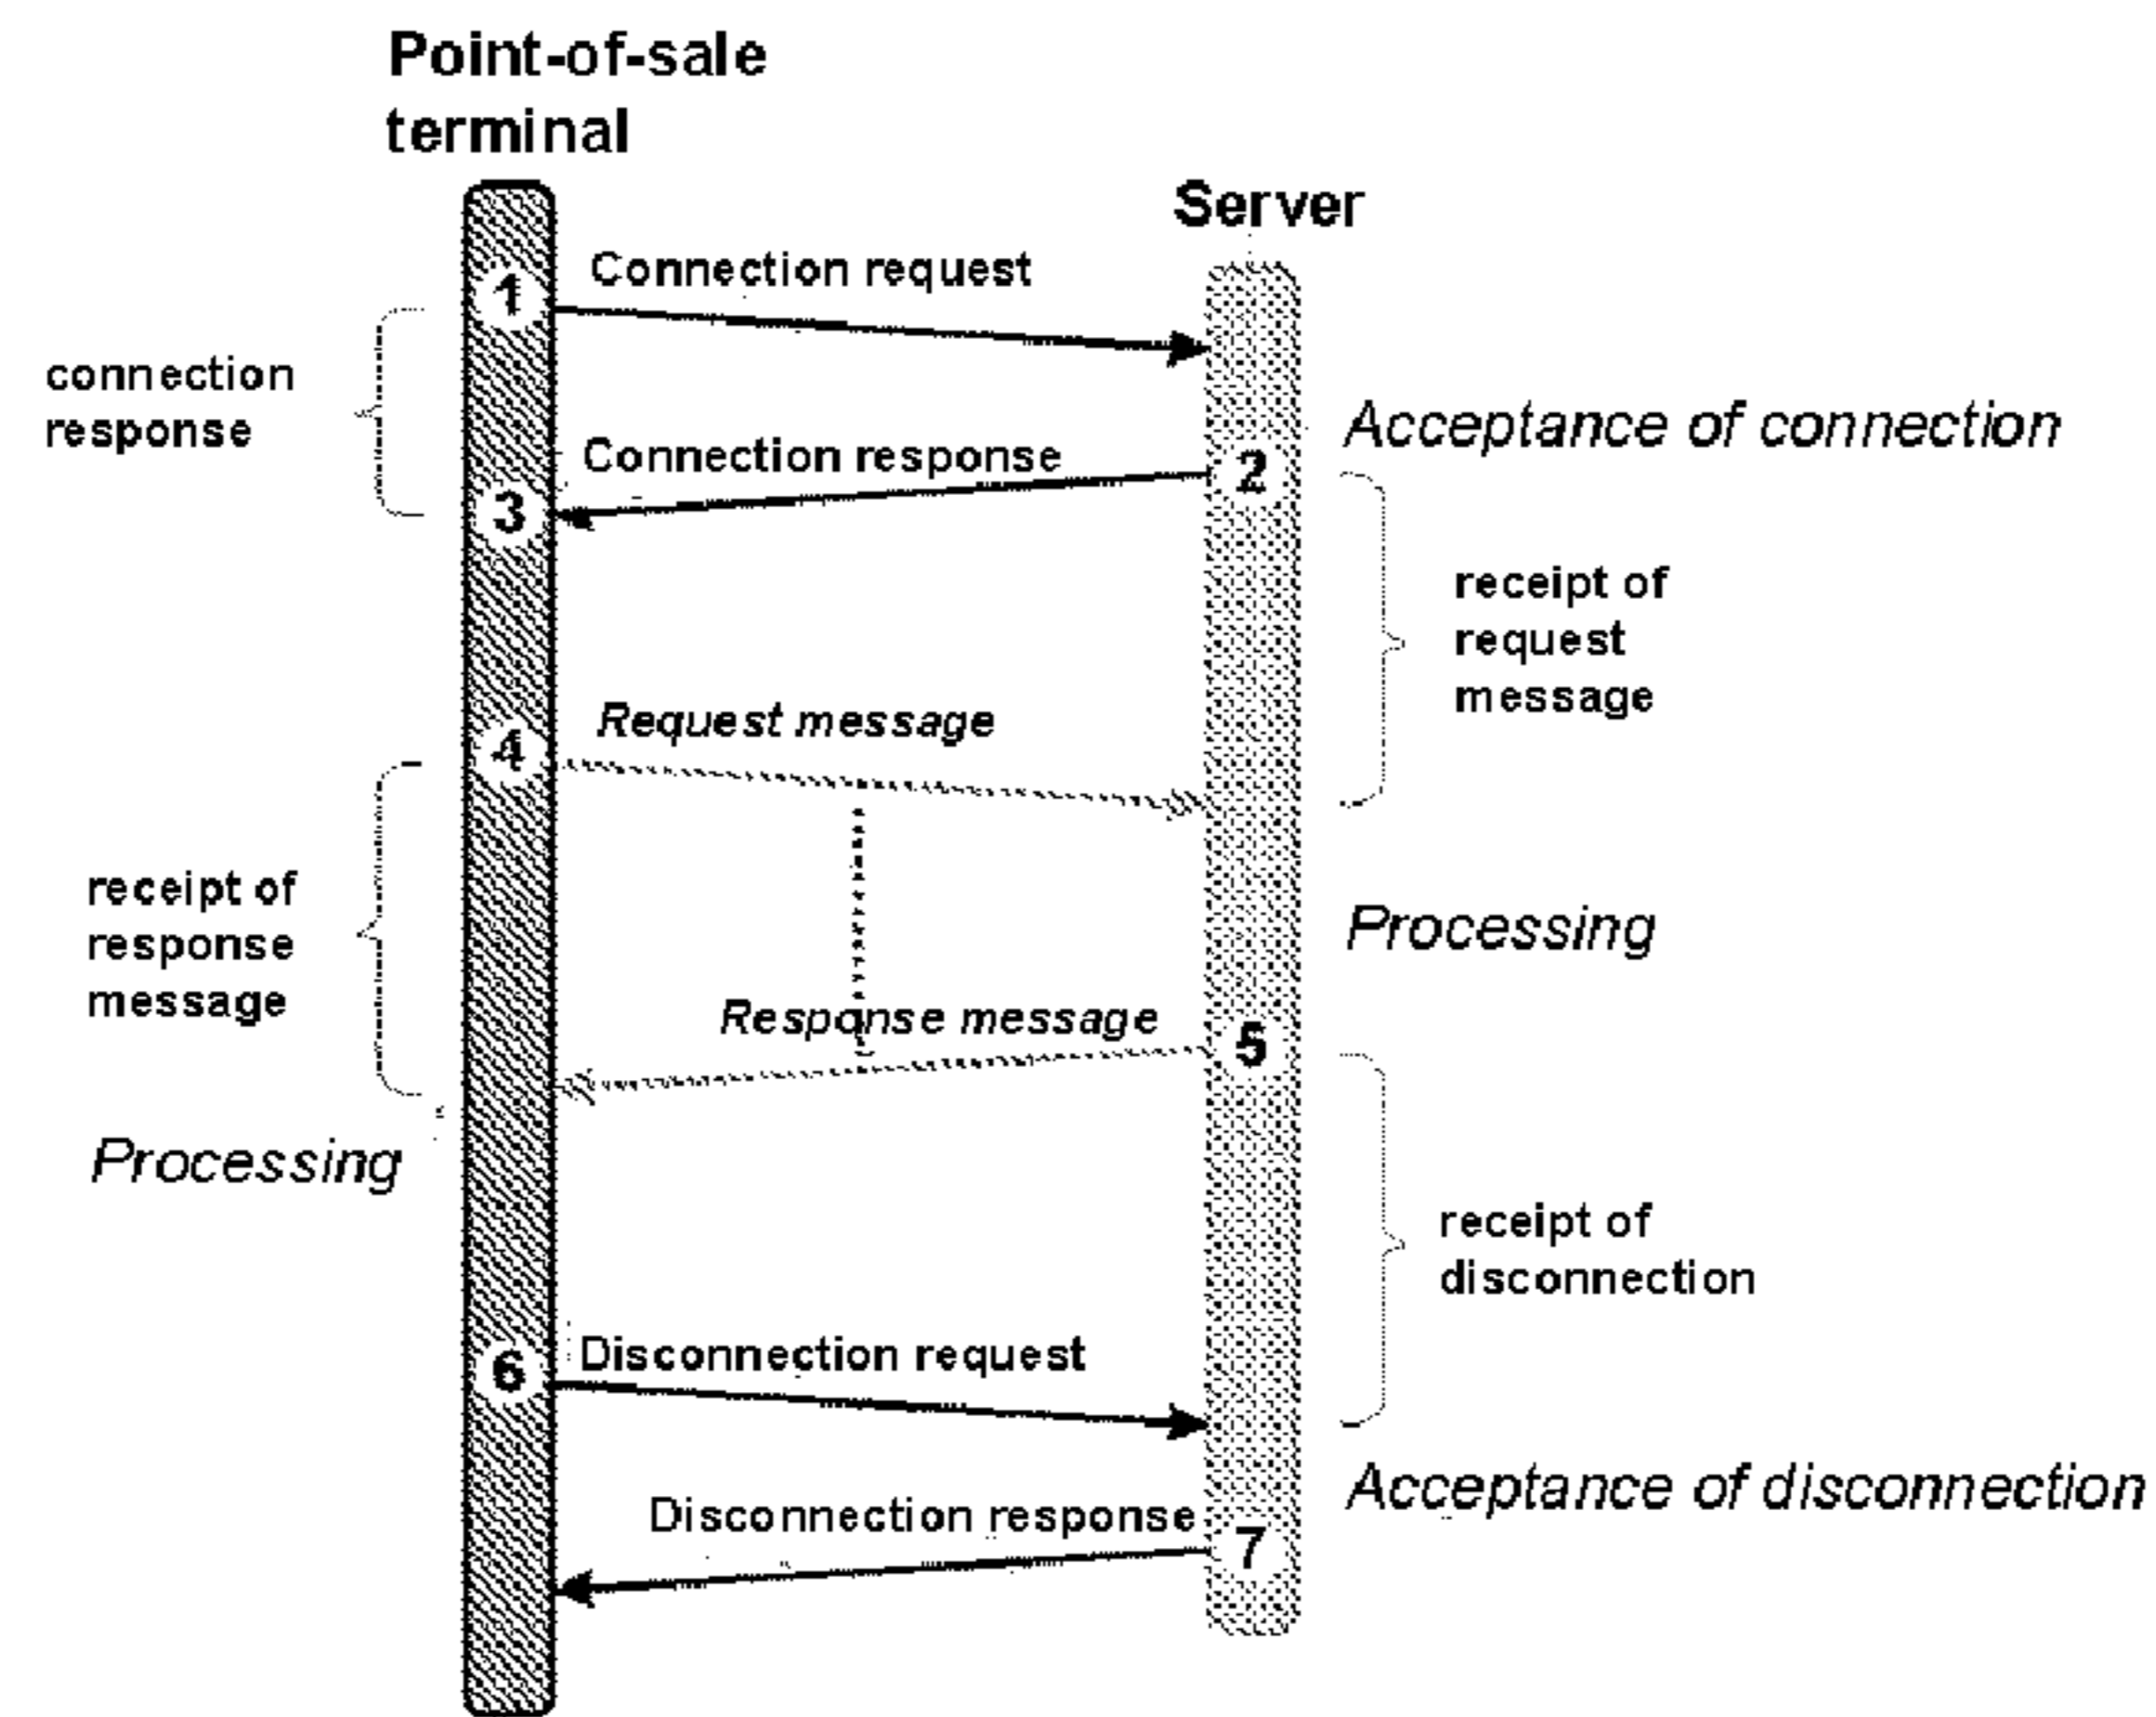 Point-of-sale
terminal
Server
1
Connection request
connection
response
Acceptance of connection
Connection response
2
3
receipt of
request
message
Request message
4
receipt of
response
message
Processing
Response message
5
Processing
receipt of
disconnection
Disconnection request
6
Acceptance of disconnection
Disconnection response
7